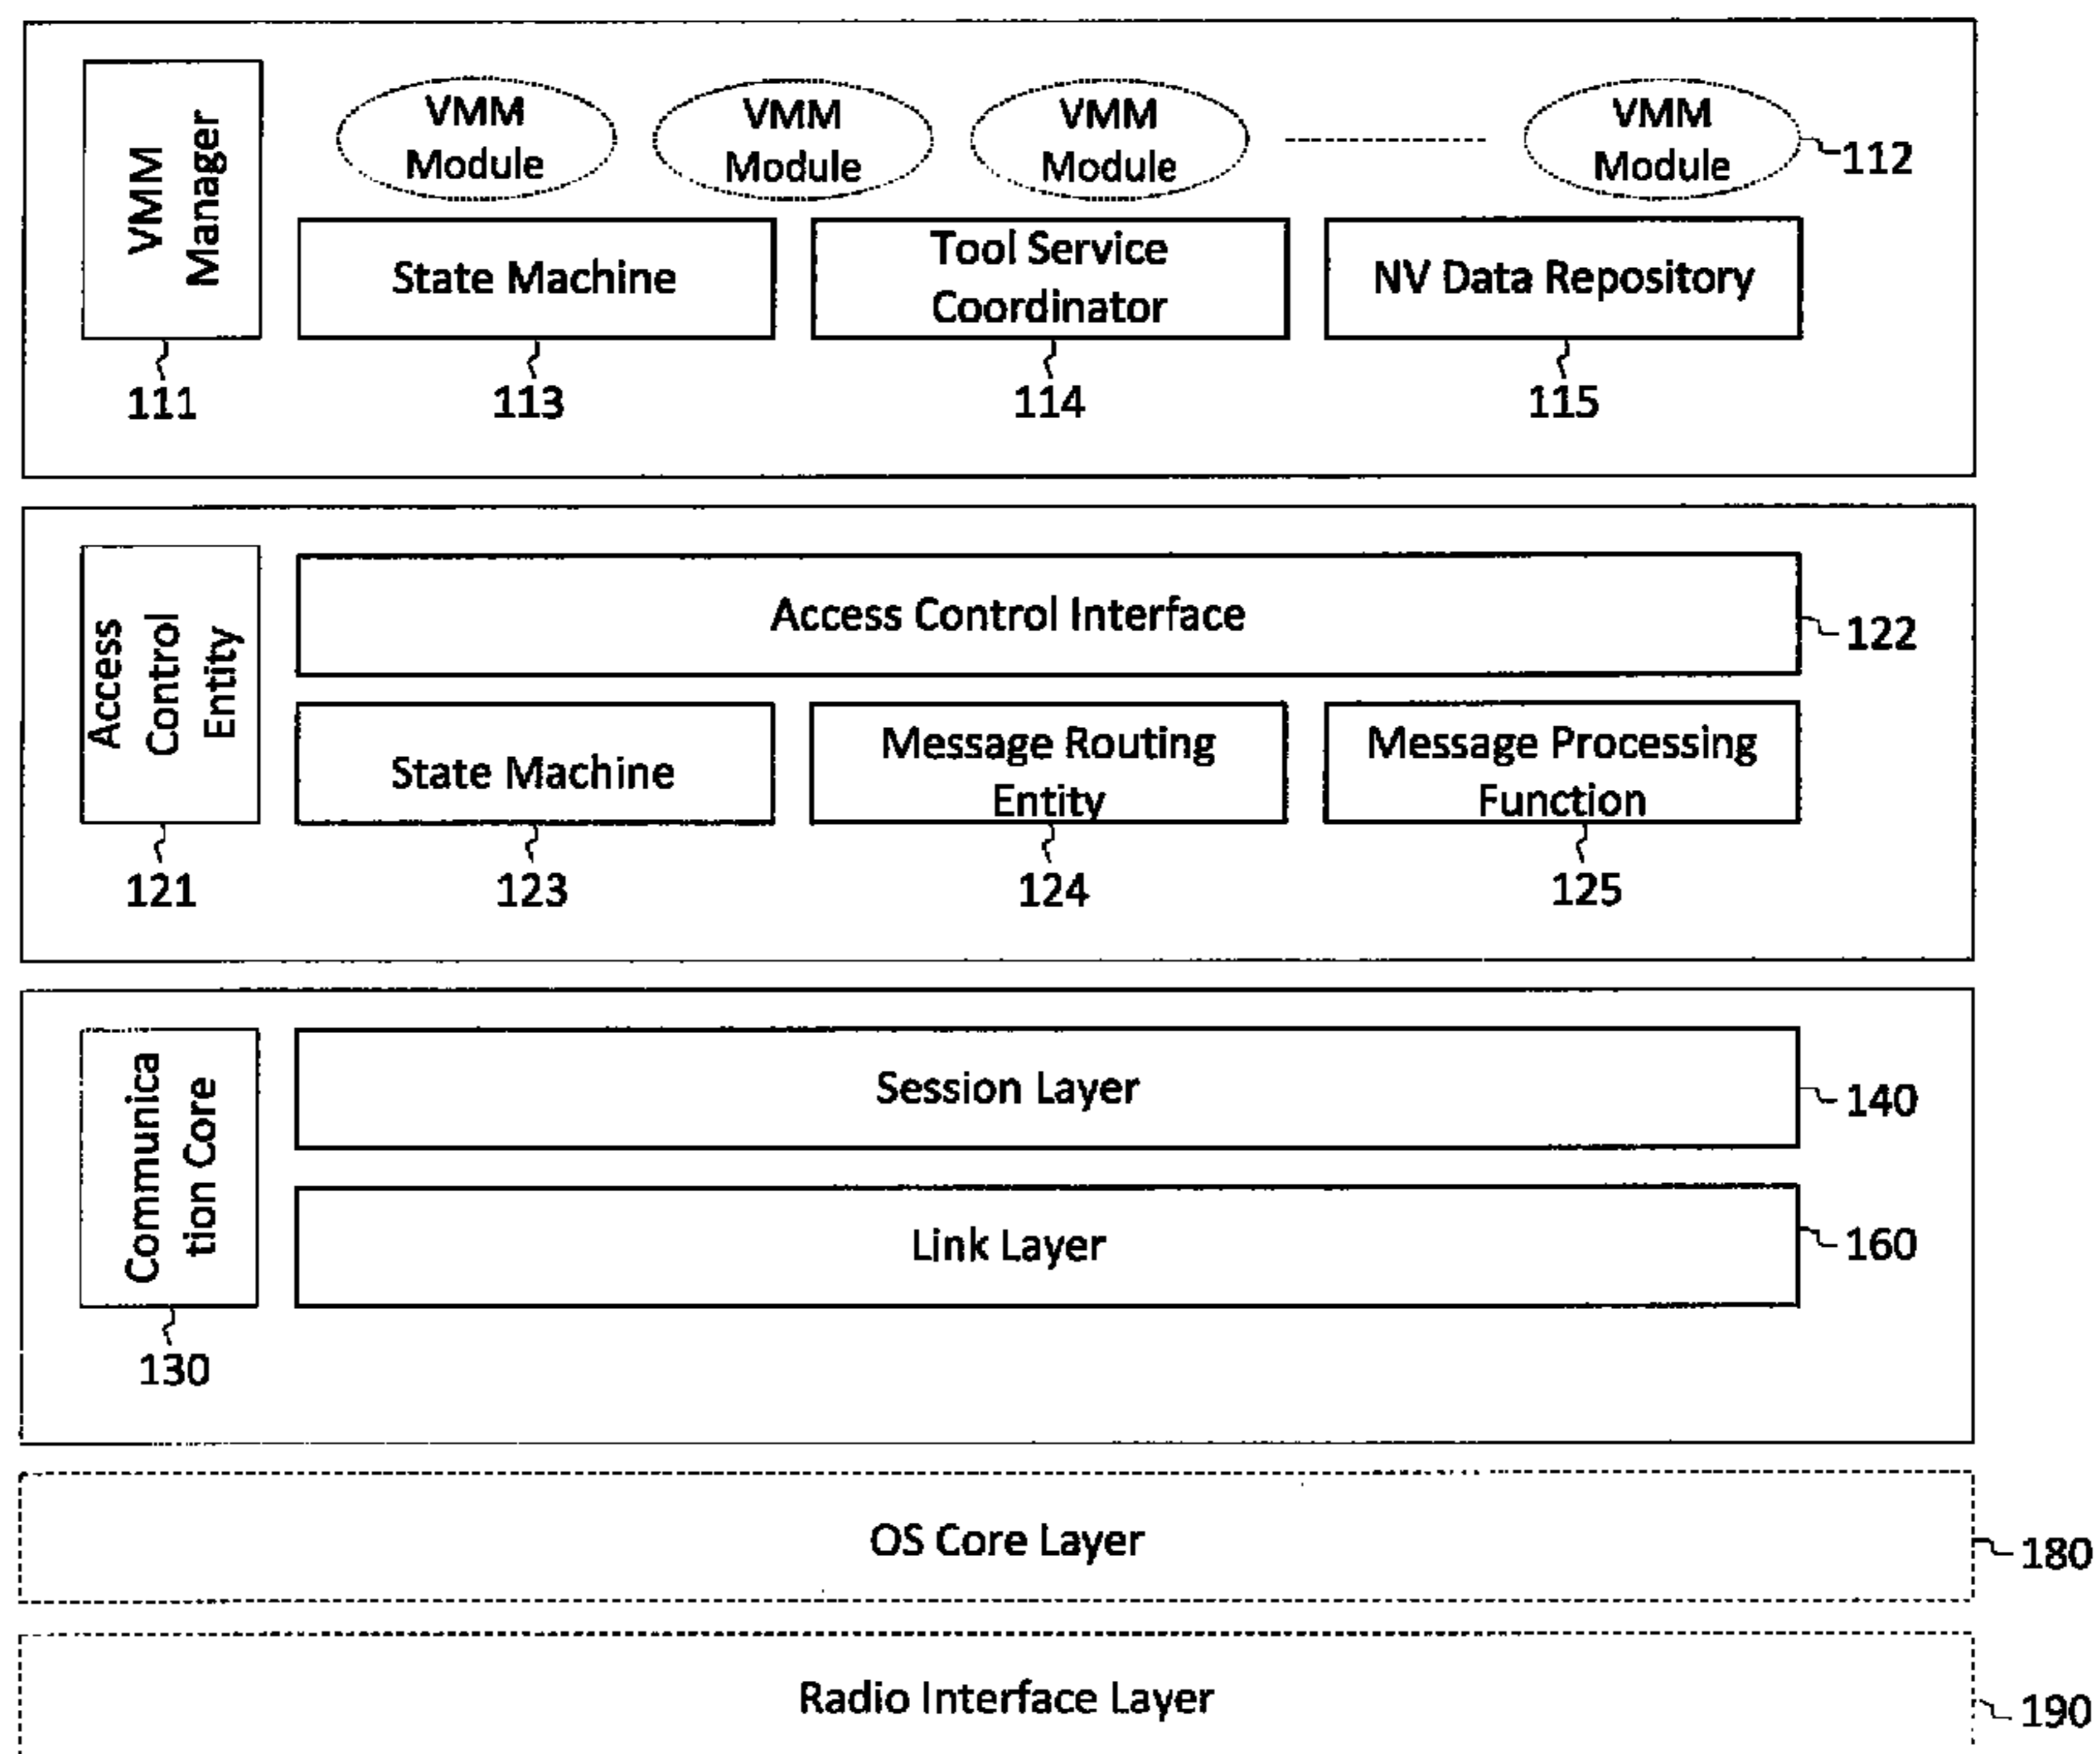 VMM
Manager
VMM
Module
VMM
Module
VMM
Module
VMM
Module
112
State Machine
Tool Service
Coordinator
NV Data Repository
111
113
114
115
Access
Control
Entity
Access Control Interface
122
State Machine
Message Routing
Entity
Message Processing
Function
121
123
124
125
Communica
tion Core
Session Layer
140
Link Layer
160
130
OS Core Layer
180
Radio Interface Layer
190